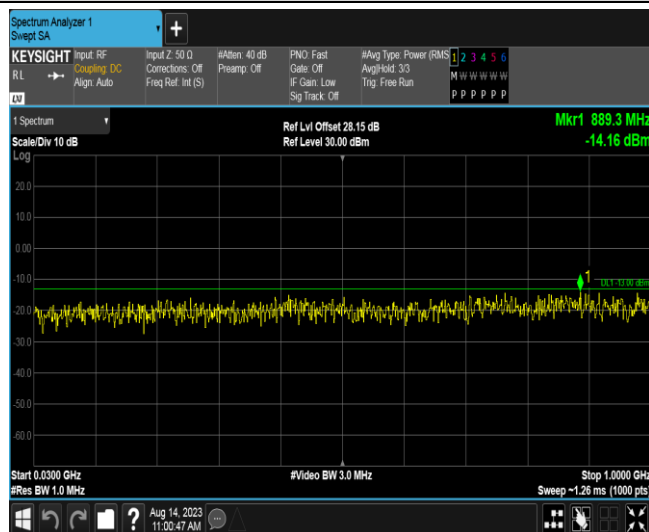 Spectrum Analyzer 1
Swept SA
+
KEYSIGHT
RL
LXI
Input: RF
Coupling: DC
Align: Auto
Input Z: 50 Ω
Corrections: Off
Freq Ref: Int (S)
#Atten: 40 dB
Preamp: Off
PNO: Fast
Gate: Off
IF Gain: Low
Sig Track: Off
#Avg Type: Power (RMS
Avg|Hold: 3/3
Trig: Free Run
1 2 3 4 5 6
M W W W W W
P P P P P P
1 Spectrum
Scale/Div 10 dB
Log
Ref Lvl Offset 28.15 dB
Ref Level 30.00 dBm
Mkr1 889.3 MHz
-14.16 dBm
20.0
10.0
0.00
-10.0
-20.0
-30.0
-40.0
-50.0
-60.0
1
DL1 -13.00 dBm
Start 0.0300 GHz
#Res BW 1.0 MHz
#Video BW 3.0 MHz
Stop 1.0000 GHz
Sweep ~1.26 ms (1000 pts)
?
Aug 14, 2023
11:00:47 AM